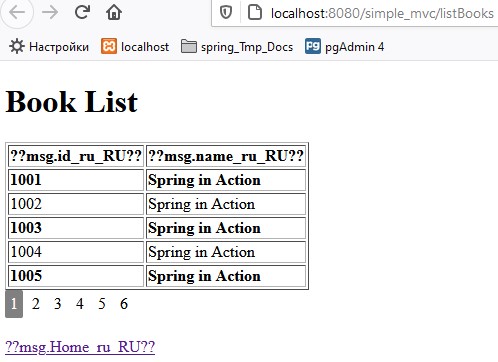 localhost:8080/simple_mvc/listBooks
Настройки localhost spring_Tmp_Docs pgAdmin 4
Book List
??msg.id_ru_RU?? ??msg.name_ru_RU??
1001 Spring in Action
1002 Spring in Action
1003 Spring in Action
1004 Spring in Action
1005 Spring in Action
1 2 3 4 5 6
??msg.Home_ru_RU??